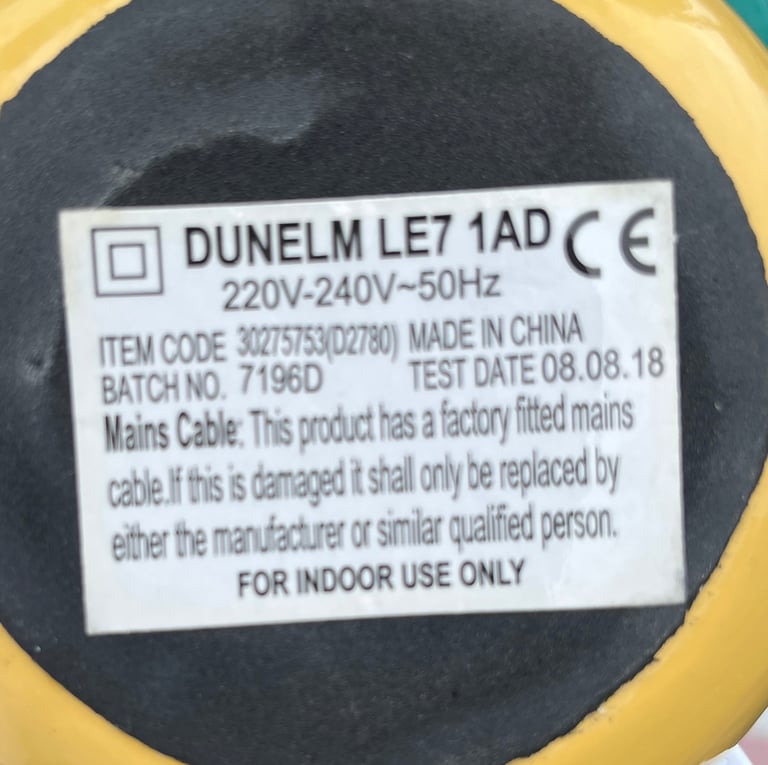 DUNELM LE7 1AD CE
220V-240V~50Hz
ITEM CODE 30275753(D2780) MADE IN CHINA
BATCH NO. 7196D TEST DATE 08.08.18
Mains Cable: This product has a factory fitted mains
cable.If this is damaged it shall only be replaced by
either the manufacturer or similar qualified person.
FOR INDOOR USE ONLY